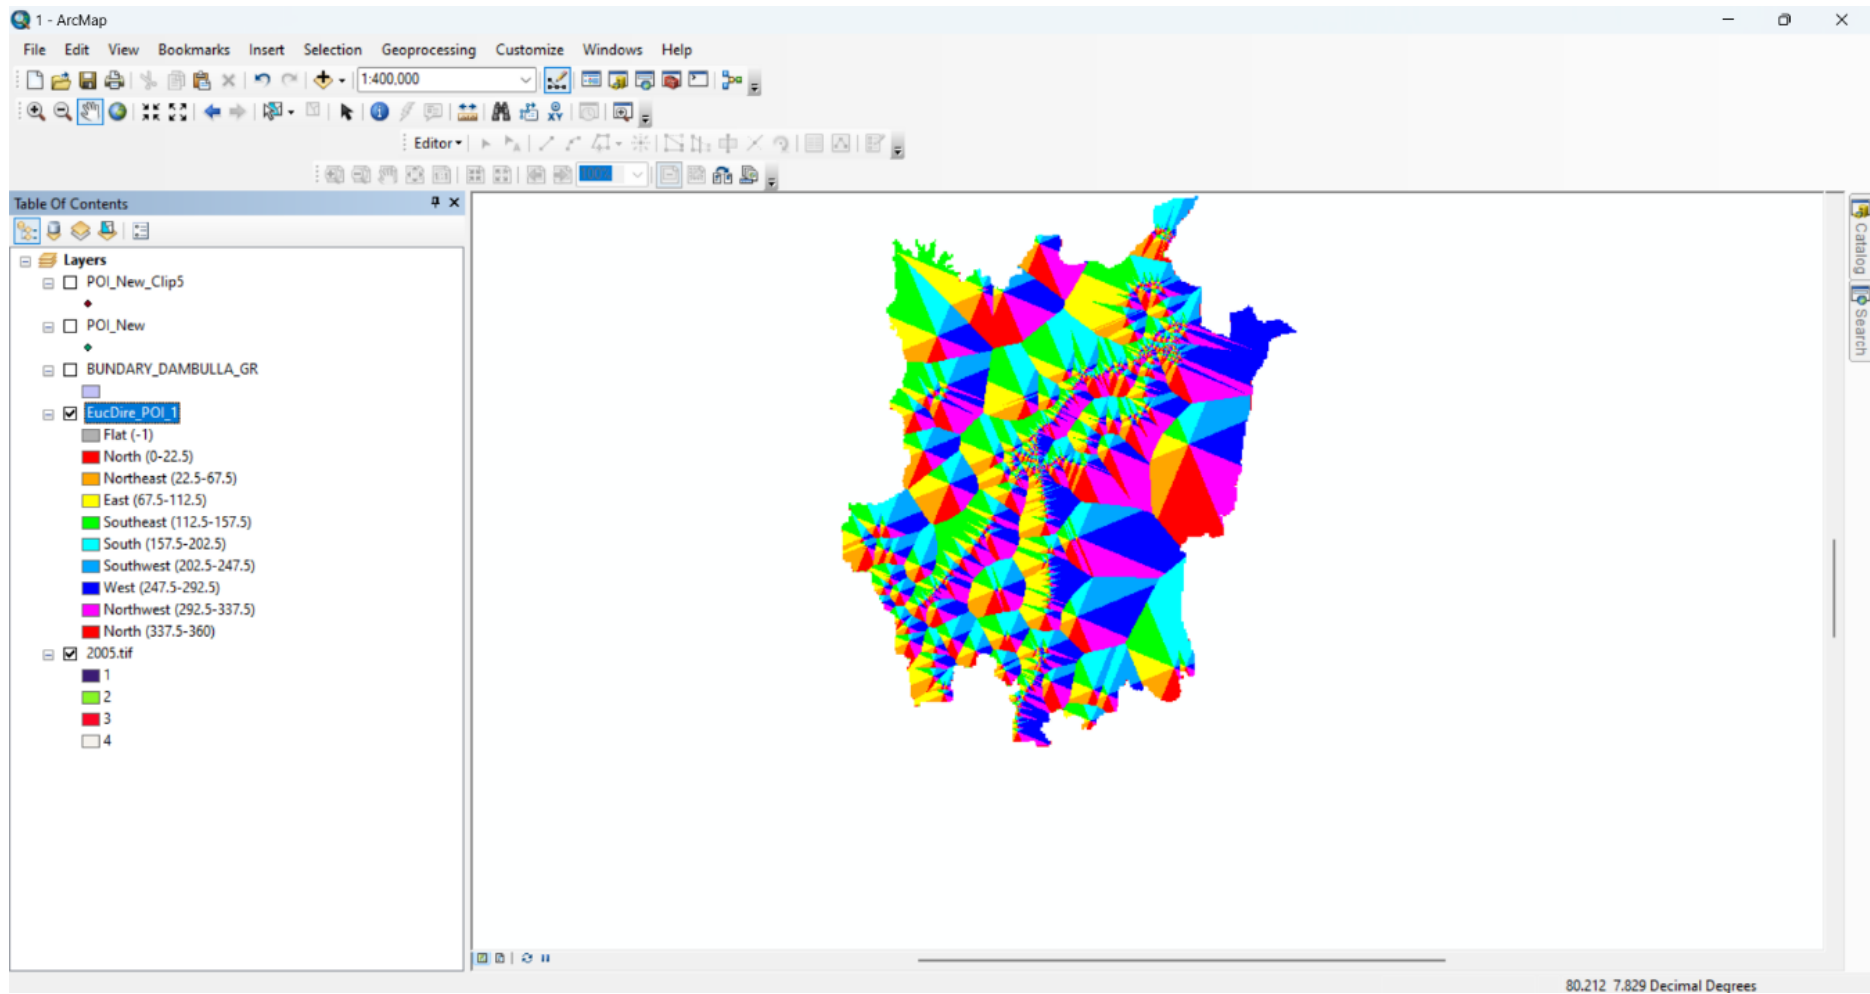 1 - ArcMap
File Edit View Bookmarks Insert Selection Geoprocessing Customize Windows Help
1:400,000
Editor
Table Of Contents
Layers
POI_New_Clip5
POI_New
BUNDARY_DAMBULLA_GR
EucDire_POI_1
Flat (-1)
North (0-22.5)
Northeast (22.5-67.5)
East (67.5-112.5)
Southeast (112.5-157.5)
South (157.5-202.5)
Southwest (202.5-247.5)
West (247.5-292.5)
Northwest (292.5-337.5)
North (337.5-360)
2005.tif
1
2
3
4
Catalog
Search
80.212 7.829 Decimal Degrees